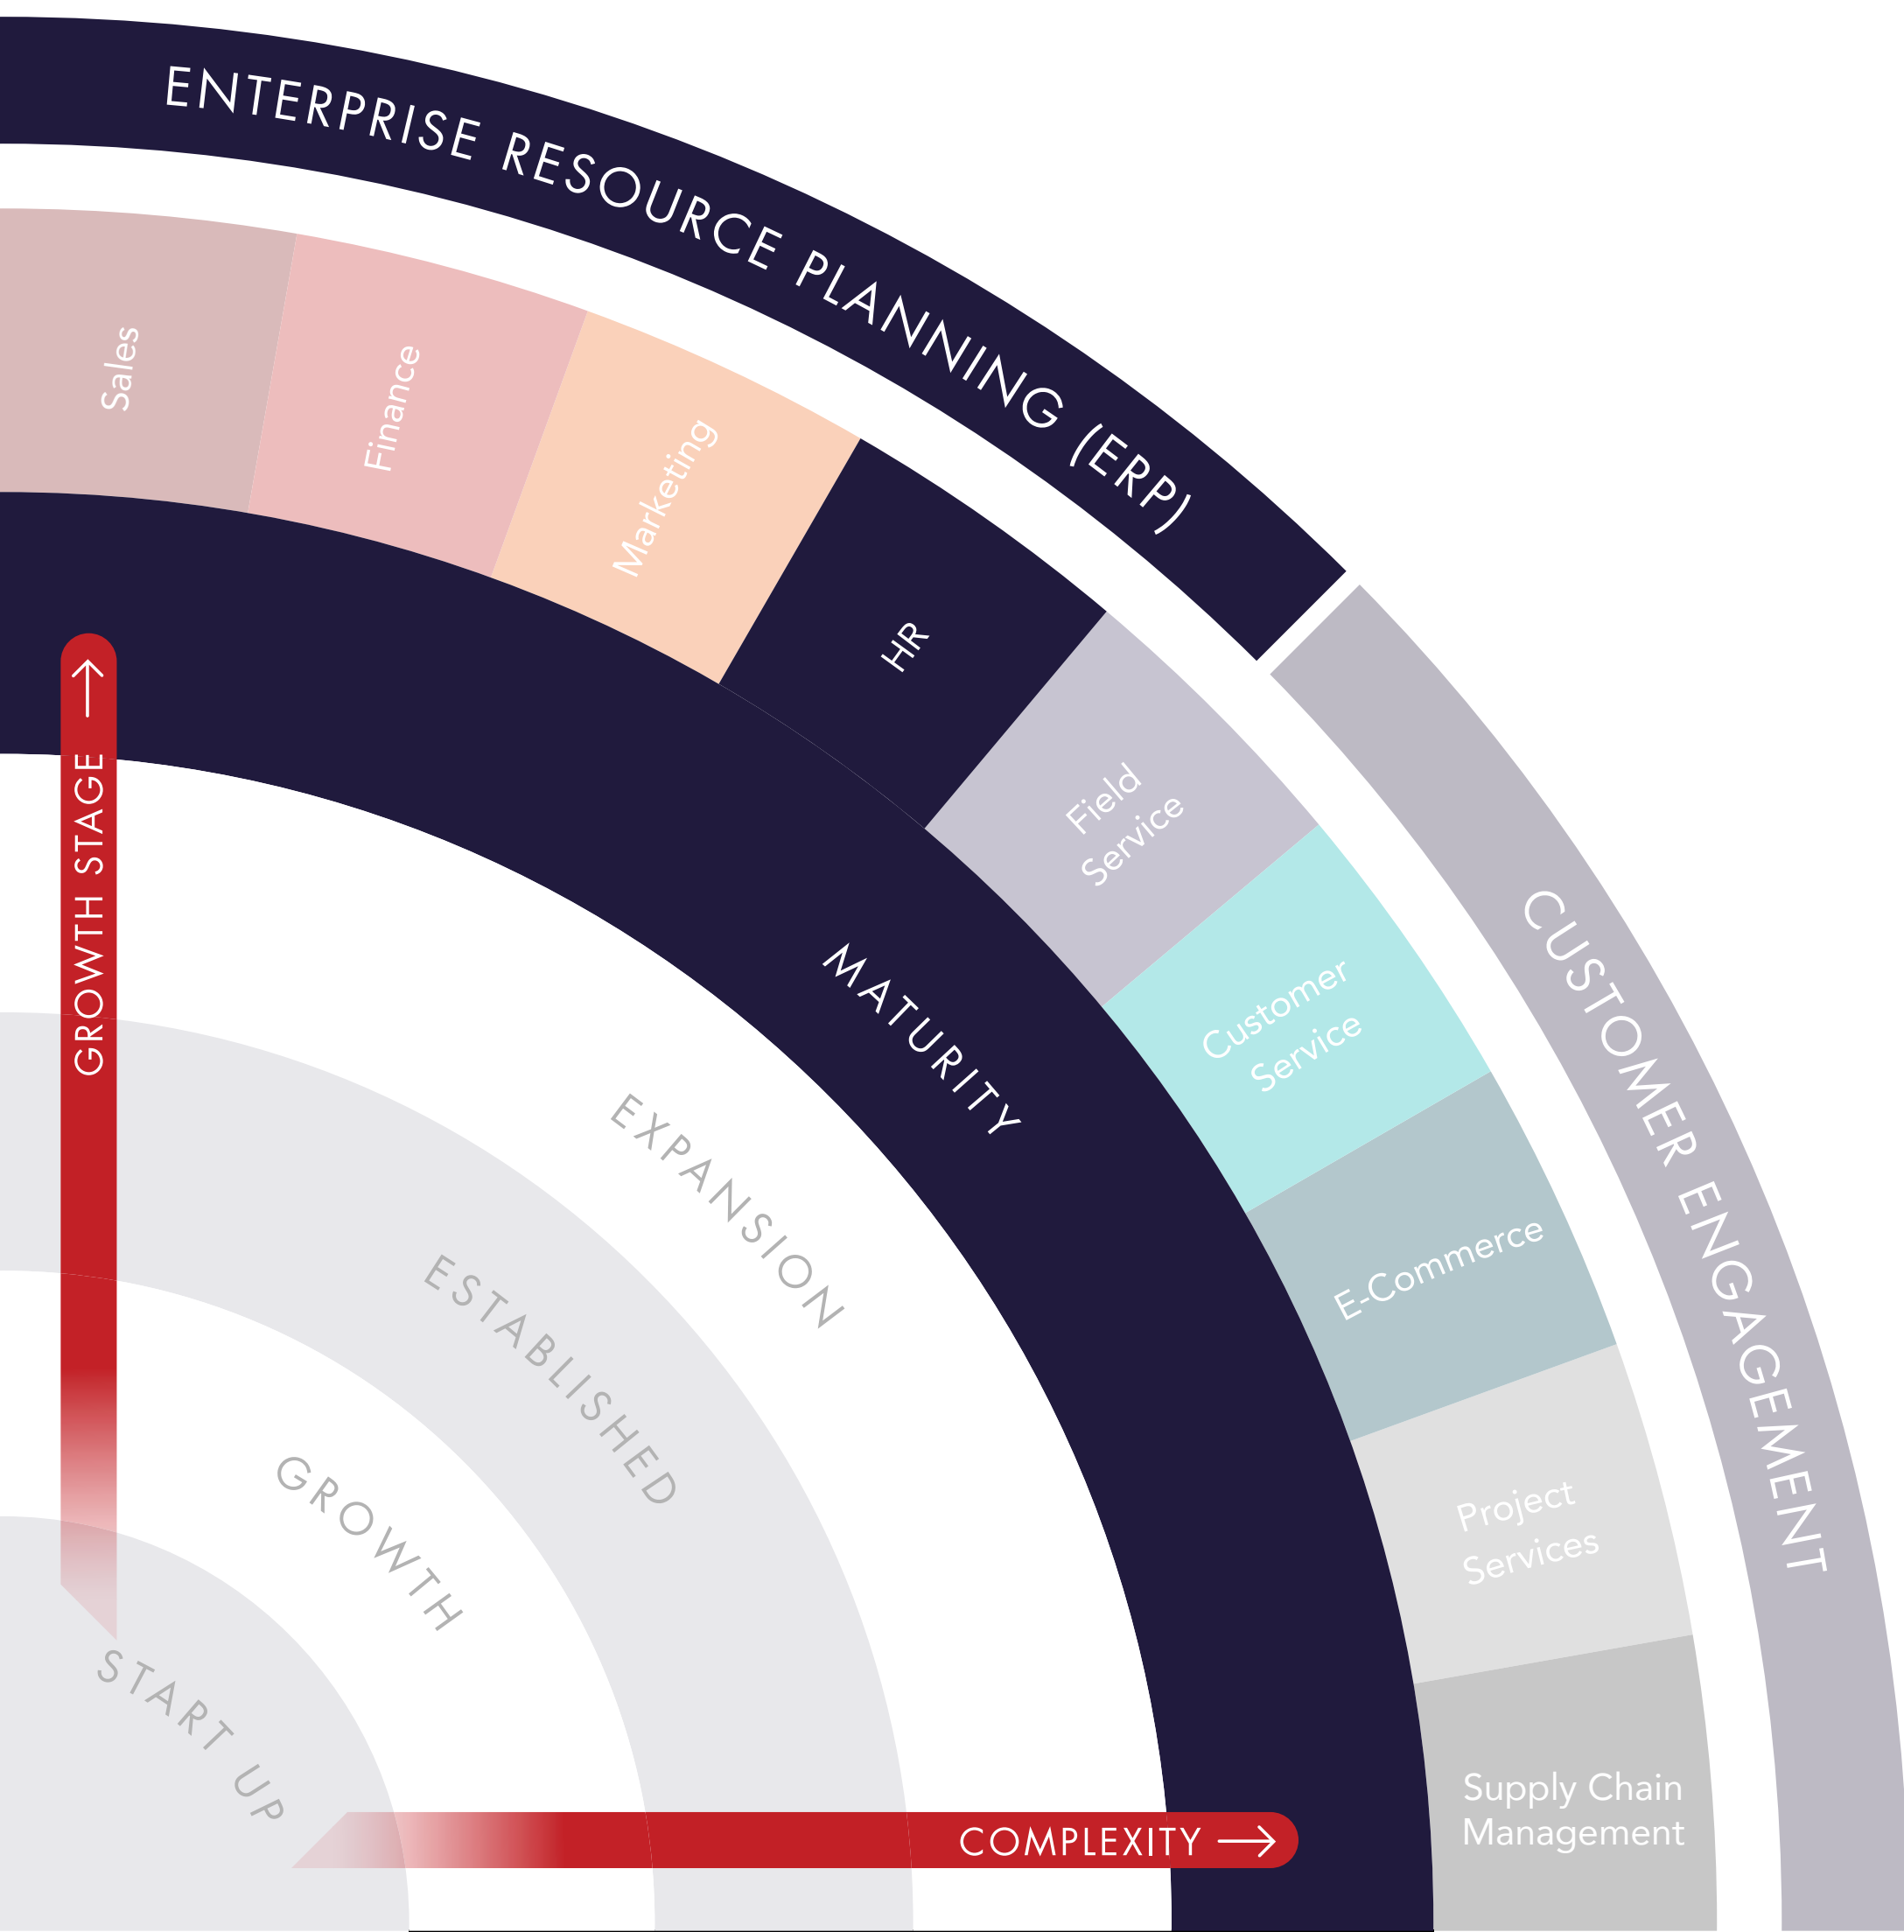 ENTERPRISE RESOURCE PLANNING (ERP)
CUSTOMER ENGAGEMENT
Sales
Finance
Marketing
HR
Field
Service
Customer
Service
E-Commerce
Project
Services
Supply Chain
Management
MATURITY
EXPANSION
ESTABLISHED
GROWTH
START UP
GROWTH STAGE
COMPLEXITY